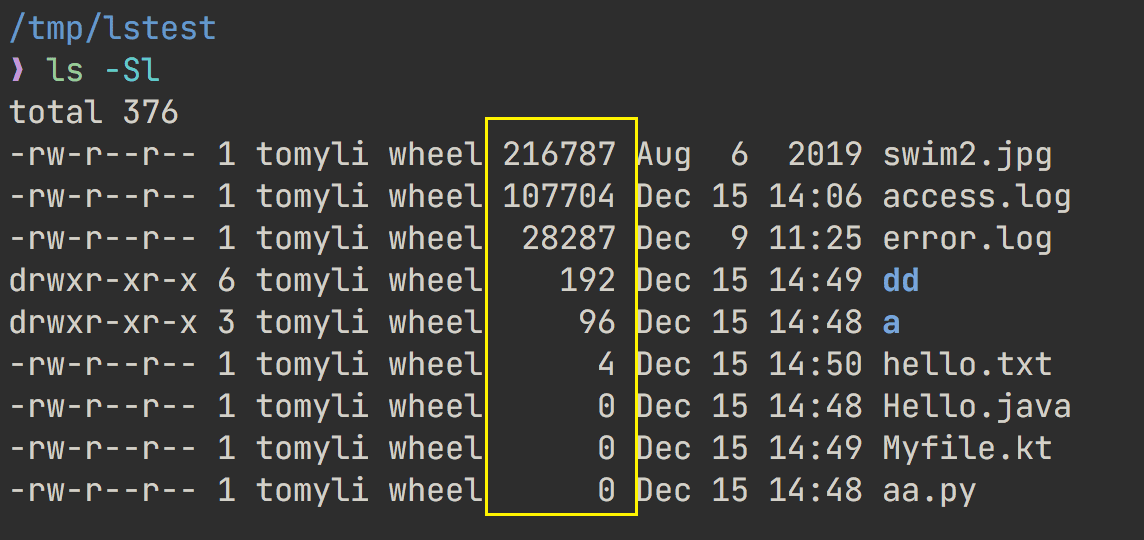 /tmp/lstest
❱ ls -Sl
total 376
-rw-r--r-- 1 tomyli wheel 216787 Aug  6  2019 swim2.jpg
-rw-r--r-- 1 tomyli wheel 107704 Dec 15 14:06 access.log
-rw-r--r-- 1 tomyli wheel  28287 Dec  9 11:25 error.log
drwxr-xr-x 6 tomyli wheel    192 Dec 15 14:49 dd
drwxr-xr-x 3 tomyli wheel     96 Dec 15 14:48 a
-rw-r--r-- 1 tomyli wheel      4 Dec 15 14:50 hello.txt
-rw-r--r-- 1 tomyli wheel      0 Dec 15 14:48 Hello.java
-rw-r--r-- 1 tomyli wheel      0 Dec 15 14:49 Myfile.kt
-rw-r--r-- 1 tomyli wheel      0 Dec 15 14:48 aa.py